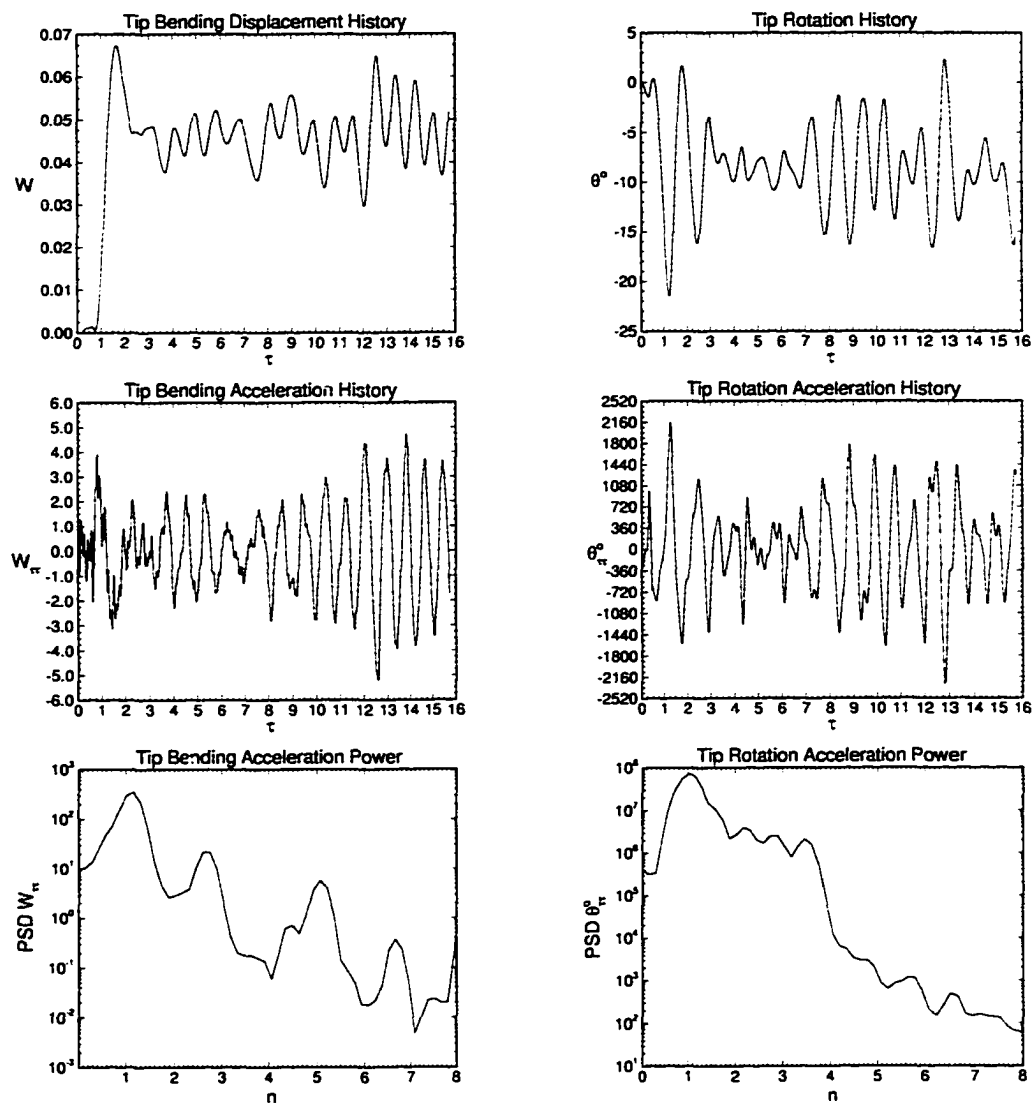 Tip Bending Displacement History
0.07
0.06
0.05
0.04
0.03
0.02
0.01
0.00
W
0 1 2 3 4 5 6 7 8 9 10 11 12 13 14 15 16
τ
Tip Rotation History
5
0
-5
-10
-15
-20
-25
θ°
0 1 2 3 4 5 6 7 8 9 10 11 12 13 14 15 16
τ
Tip Bending Acceleration History
6.0
5.0
4.0
3.0
2.0
1.0
0.0
-1.0
-2.0
-3.0
-4.0
-5.0
-6.0
Wττ
0 1 2 3 4 5 6 7 8 9 10 11 12 13 14 15 16
τ
Tip Rotation Acceleration History
2520
2160
1800
1440
1080
720
360
0
-360
-720
-1080
-1440
-1800
-2160
-2520
θ°ττ
0 1 2 3 4 5 6 7 8 9 10 11 12 13 14 15 16
τ
Tip Bending Acceleration Power
10³
10²
10¹
10⁰
10⁻¹
10⁻²
10⁻³
PSD Wττ
1 2 3 4 5 6 7 8
n
Tip Rotation Acceleration Power
10⁸
10⁷
10⁶
10⁵
10⁴
10³
10²
10¹
PSD θ°ττ
0 1 2 3 4 5 6 7 8
n